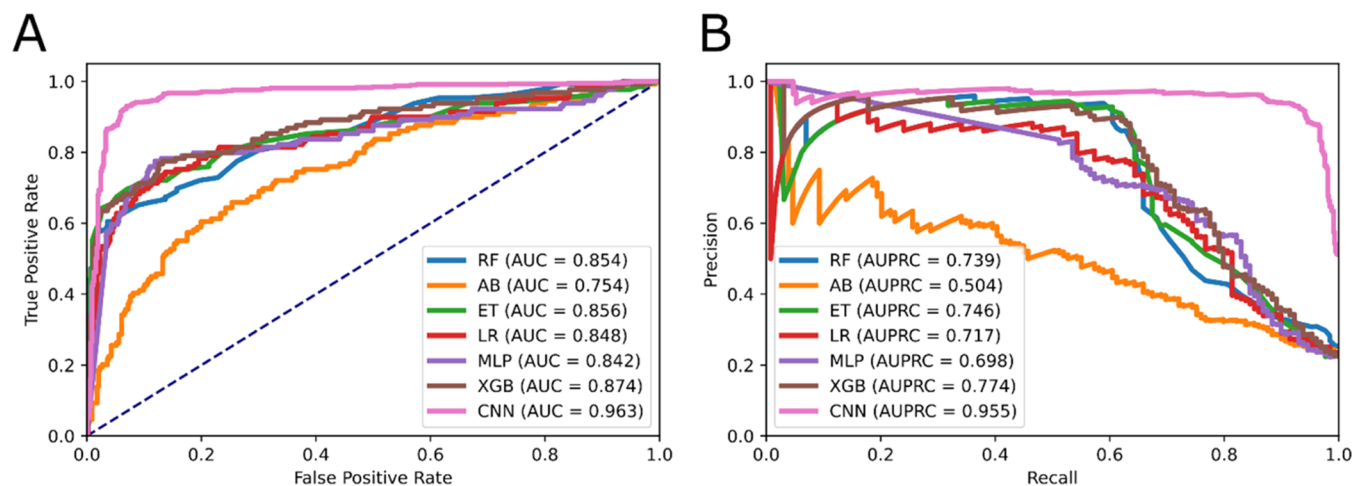 A
B
True Positive Rate
1.0
0.8
0.6
0.4
0.2
0.0
RF (AUC = 0.854)
AB (AUC = 0.754)
ET (AUC = 0.856)
LR (AUC = 0.848)
MLP (AUC = 0.842)
XGB (AUC = 0.874)
CNN (AUC = 0.963)
0.0 0.2 0.4 0.6 0.8 1.0
False Positive Rate
Precision
1.0
0.8
0.6
0.4
0.2
0.0
RF (AUPRC = 0.739)
AB (AUPRC = 0.504)
ET (AUPRC = 0.746)
LR (AUPRC = 0.717)
MLP (AUPRC = 0.698)
XGB (AUPRC = 0.774)
CNN (AUPRC = 0.955)
0.0 0.2 0.4 0.6 0.8 1.0
Recall